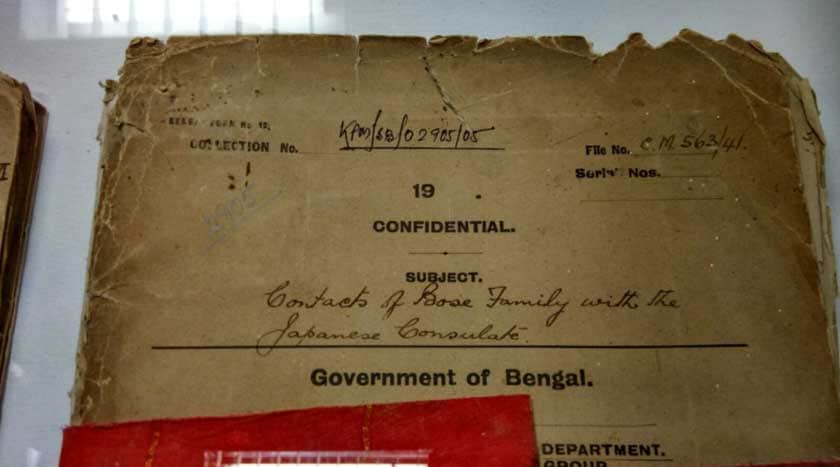 COLLECTION No. KPM/SB/02905/05
File No. C.M. 563/41.
Serial Nos.
19
2905
CONFIDENTIAL.
SUBJECT.
Contacts of Bose Family with the
Japanese Consulate.
Government of Bengal.
DEPARTMENT.
GROUP